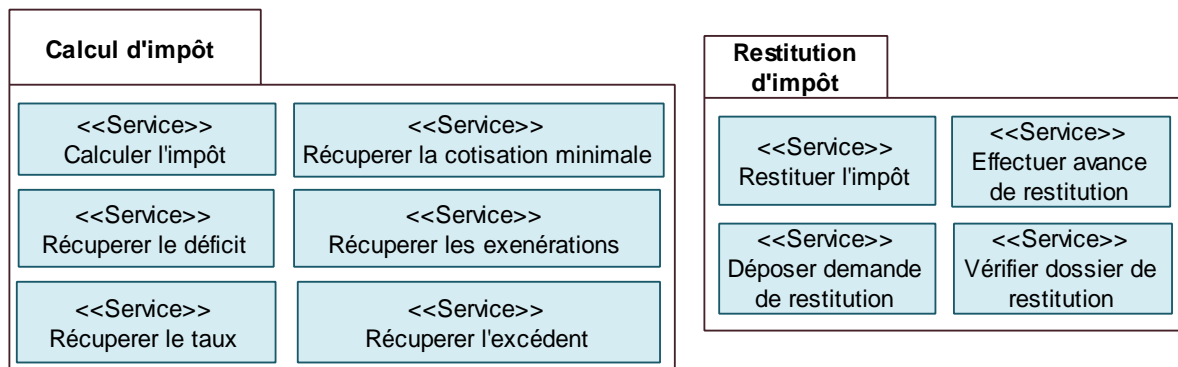 Calcul d'impôt
<<Service>>
Calculer l'impôt
<<Service>>
Récuperer la cotisation minimale
<<Service>>
Récuperer le déficit
<<Service>>
Récuperer les exenérations
<<Service>>
Récuperer le taux
<<Service>>
Récuperer l'excédent
Restitution
d'impôt
<<Service>>
Restituer l'impôt
<<Service>>
Effectuer avance
de restitution
<<Service>>
Déposer demande
de restitution
<<Service>>
Vérifier dossier de
restitution